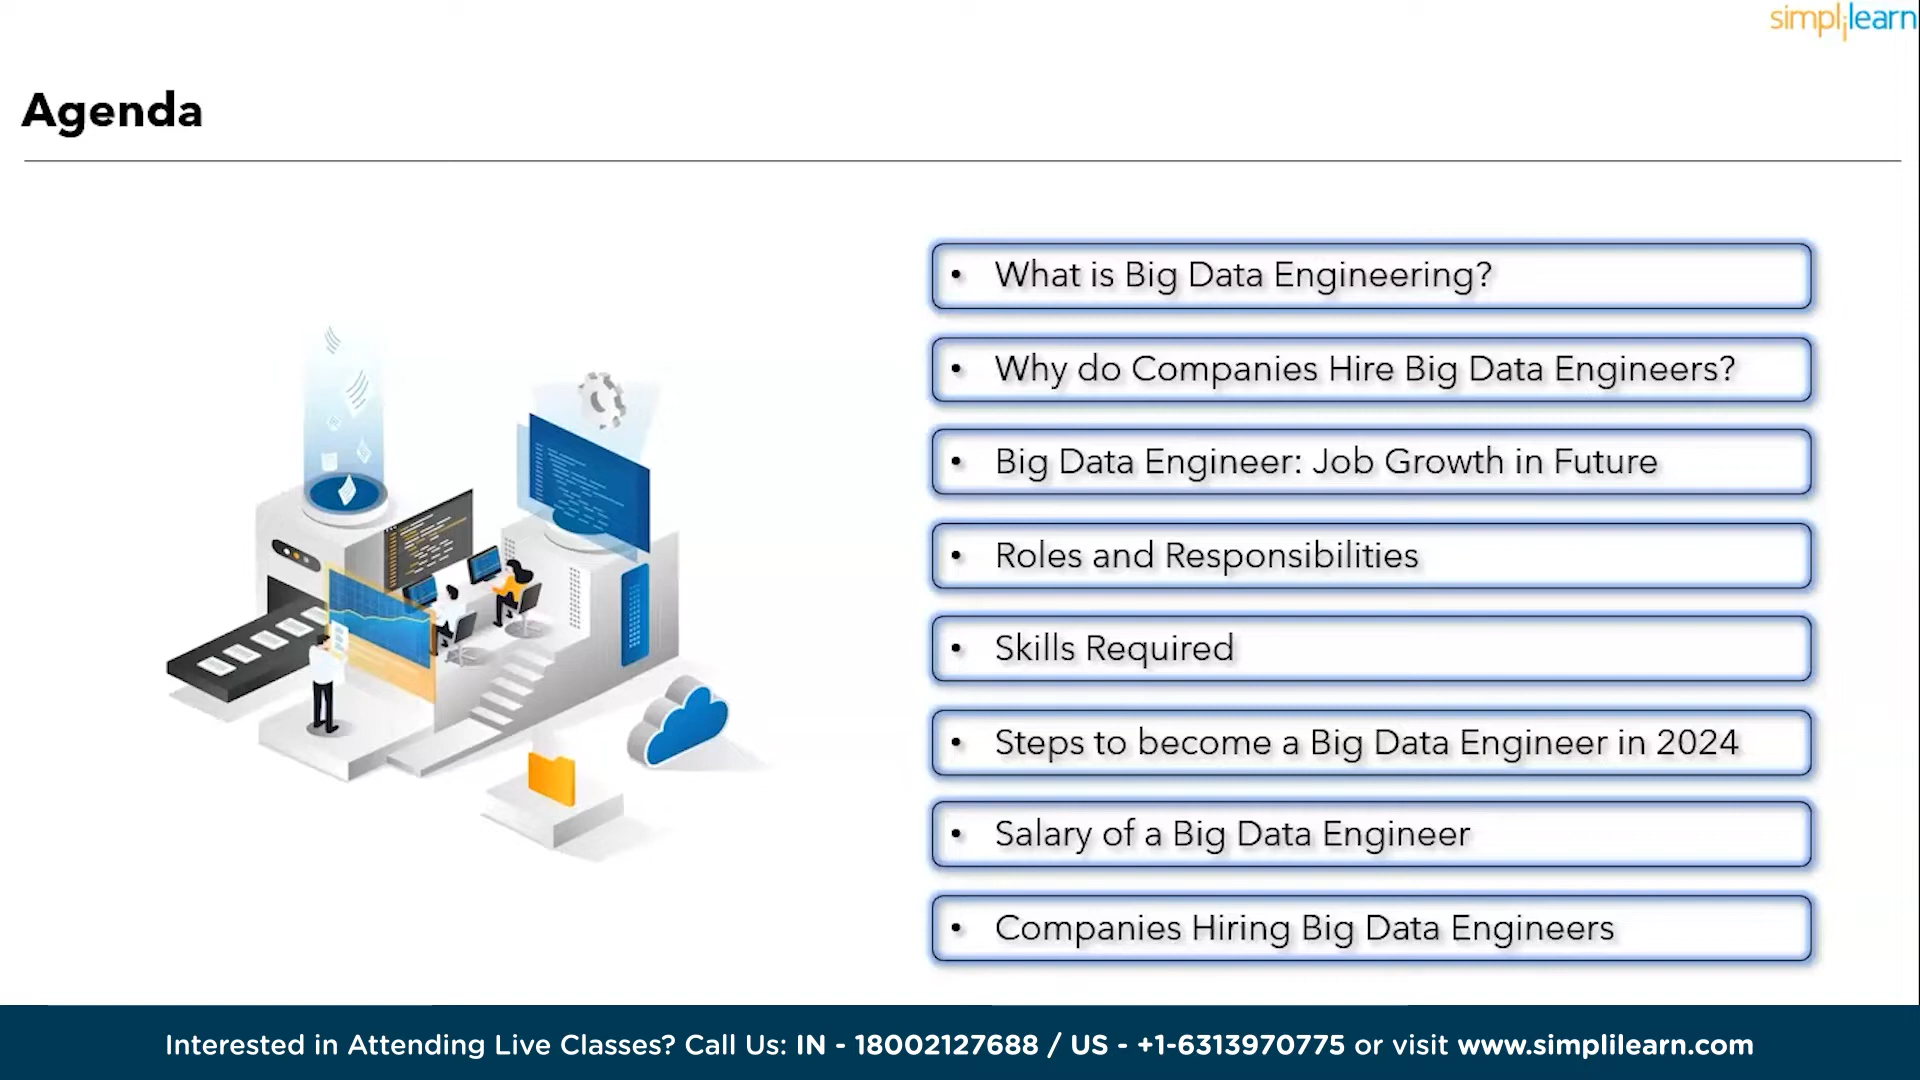 simplilearn
Agenda
• What is Big Data Engineering?
• Why do Companies Hire Big Data Engineers?
• Big Data Engineer: Job Growth in Future
• Roles and Responsibilities
• Skills Required
• Steps to become a Big Data Engineer in 2024
• Salary of a Big Data Engineer
• Companies Hiring Big Data Engineers
Interested in Attending Live Classes? Call Us: IN - 18002127688 / US - +1-6313970775 or visit www.simplilearn.com